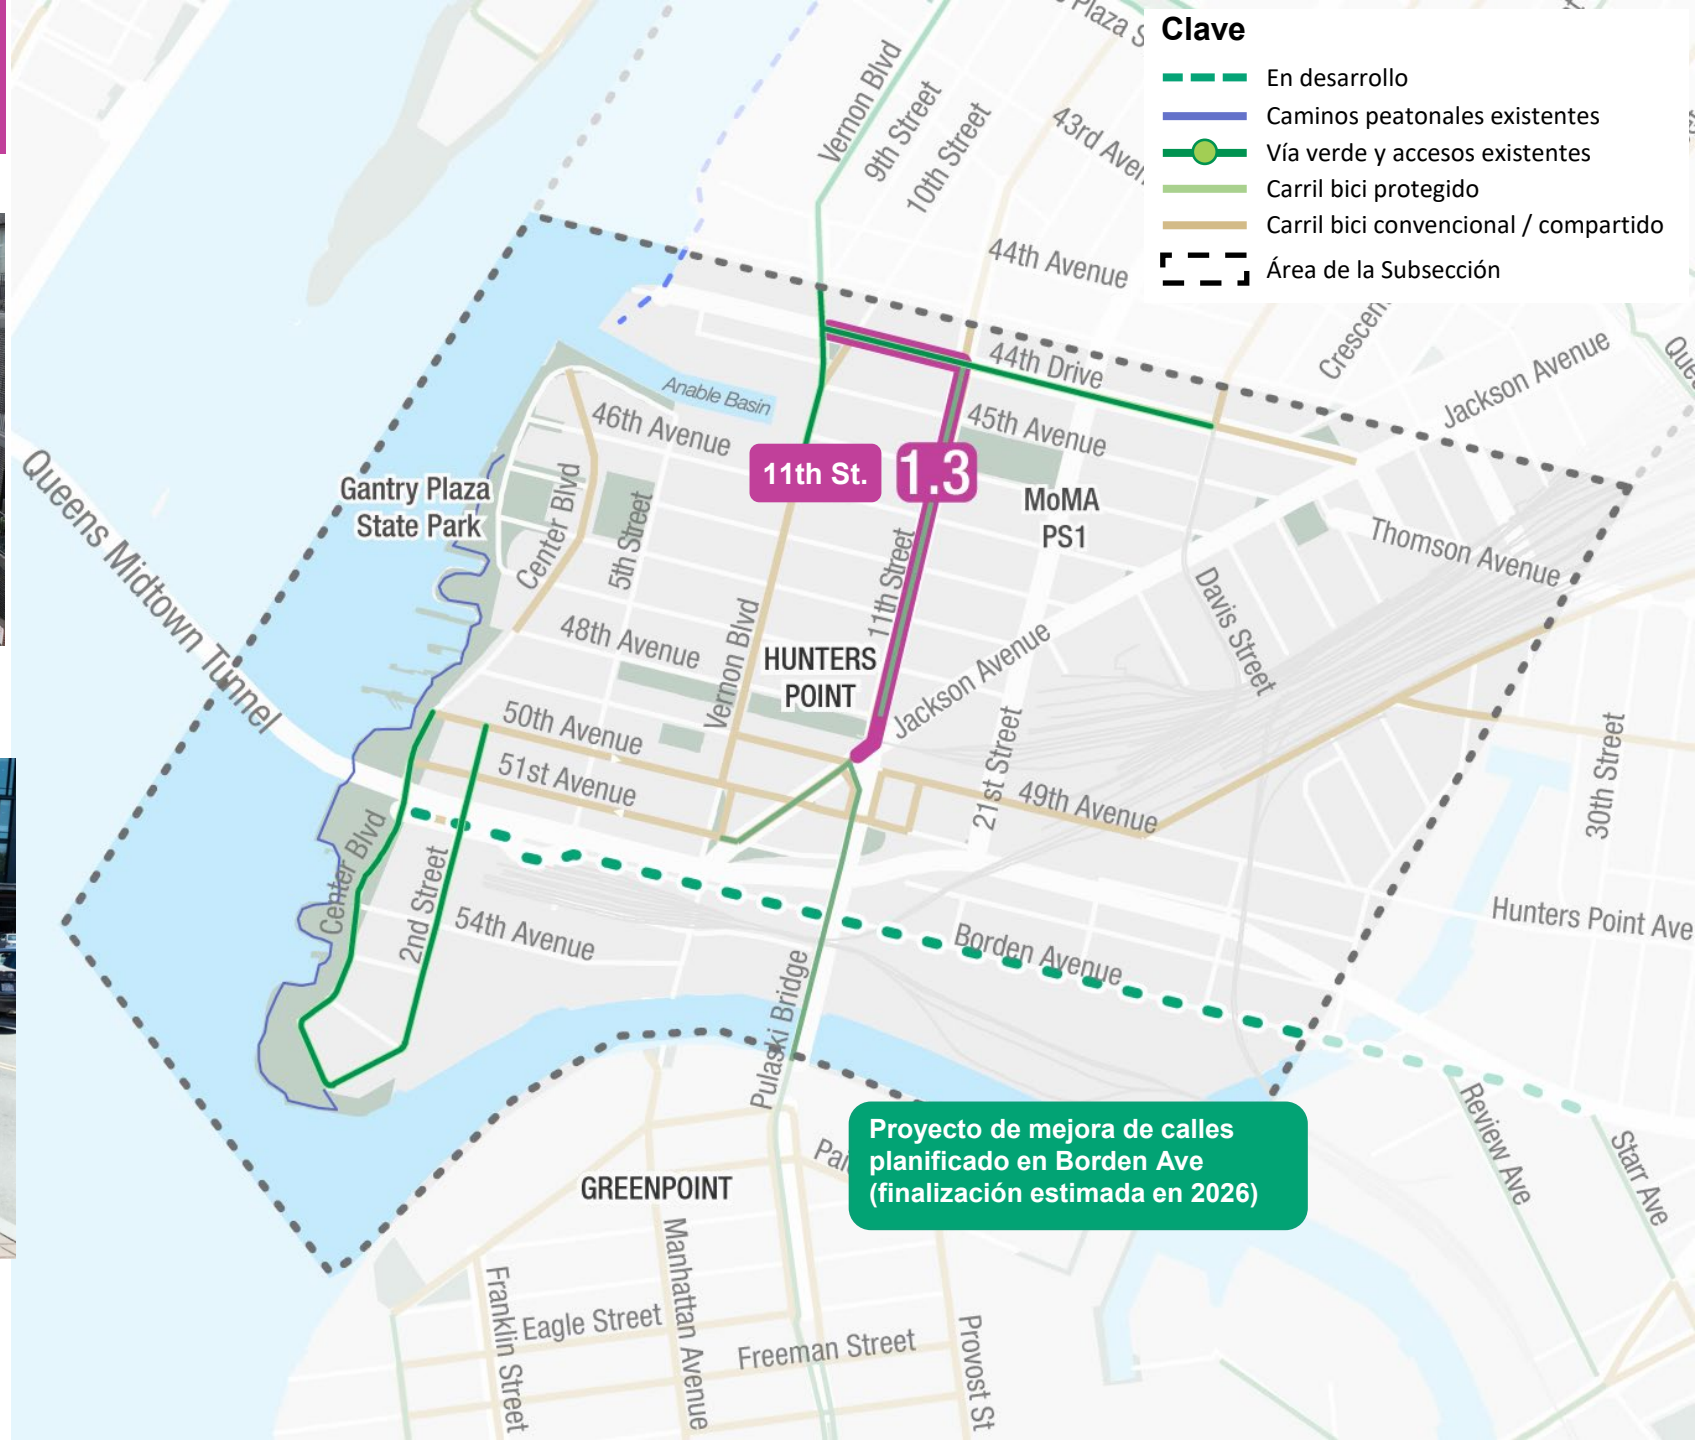 Clave
En desarrollo
Caminos peatonales existentes
Vía verde y accesos existentes
Carril bici protegido
Carril bici convencional / compartido
Área de la Subsección
Plaza S
Vernon Blvd
9th Street
10th Street
43rd Aven
44th Avenue
44th Drive
Crescen
Jackson Avenue
Que
Anable Basin
46th Avenue
45th Avenue
11th St.
1.3
Gantry Plaza
State Park
Center Blvd
5th Street
MoMA
PS1
Thomson Avenue
Queens Midtown Tunnel
11th Street
Davis Street
48th Avenue
Vernon Blvd
HUNTERS
POINT
Jackson Avenue
50th Avenue
51st Avenue
21st Street
49th Avenue
30th Street
Center Blvd
2nd Street
54th Avenue
Hunters Point Ave
Borden Avenue
Pulaski Bridge
Review Ave
Starr Ave
Proyecto de mejora de calles
planificado en Borden Ave
(finalización estimada en 2026)
GREENPOINT
Franklin Street
Eagle Street
Manhattan Avenue
Freeman Street
Provost St